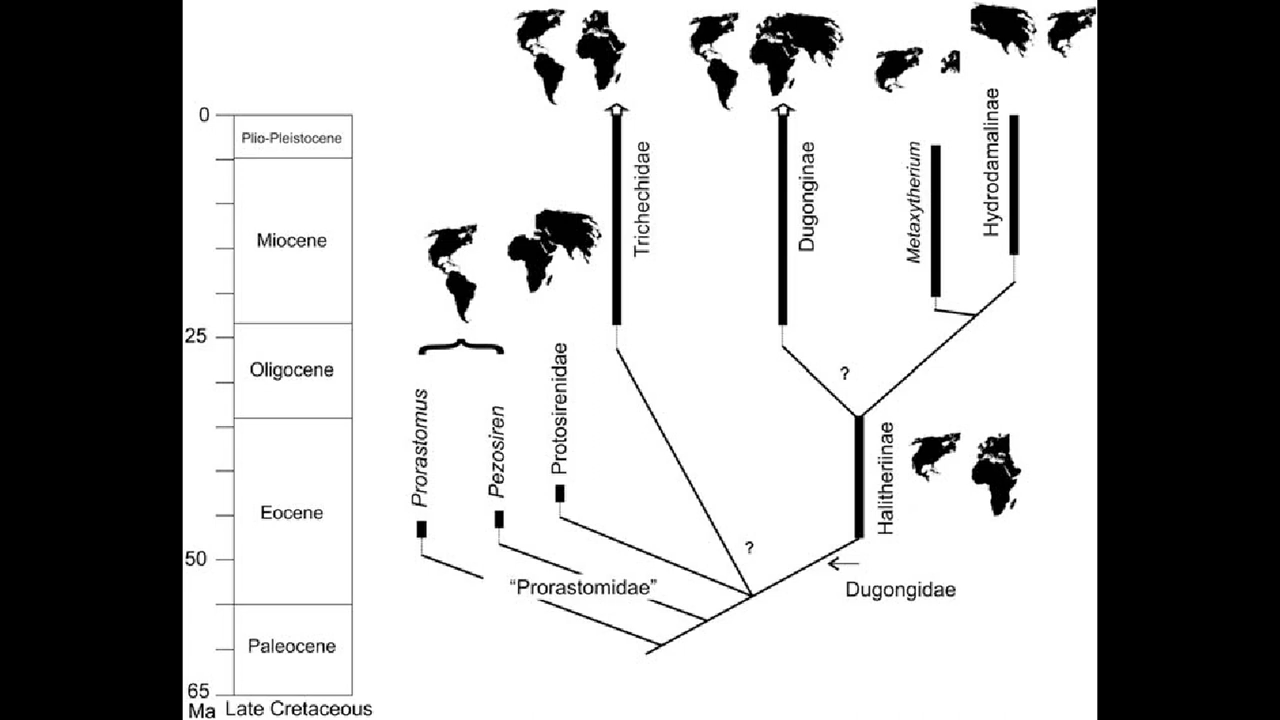 0
Plio-Pleistocene
Miocene
25
Oligocene
Eocene
50
Paleocene
65
Ma
Late Cretaceous
Prorastomus
Pezosiren
Protosirenidae
Trichechidae
Dugonginae
Metaxytherium
Hydrodamalinae
?
Halitheriinae
?
"Prorastomidae"
Dugongidae